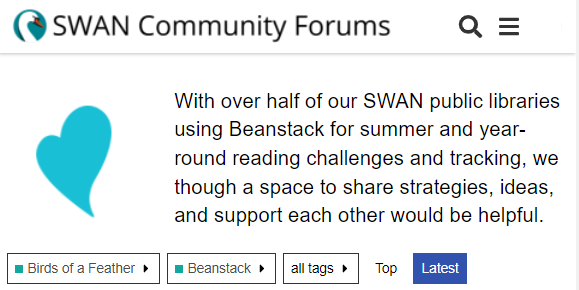 SWAN Community Forums
With over half of our SWAN public libraries
using Beanstack for summer and year-
round reading challenges and tracking, we
though a space to share strategies, ideas,
and support each other would be helpful.
Birds of a Feather Beanstack all tags Top Latest